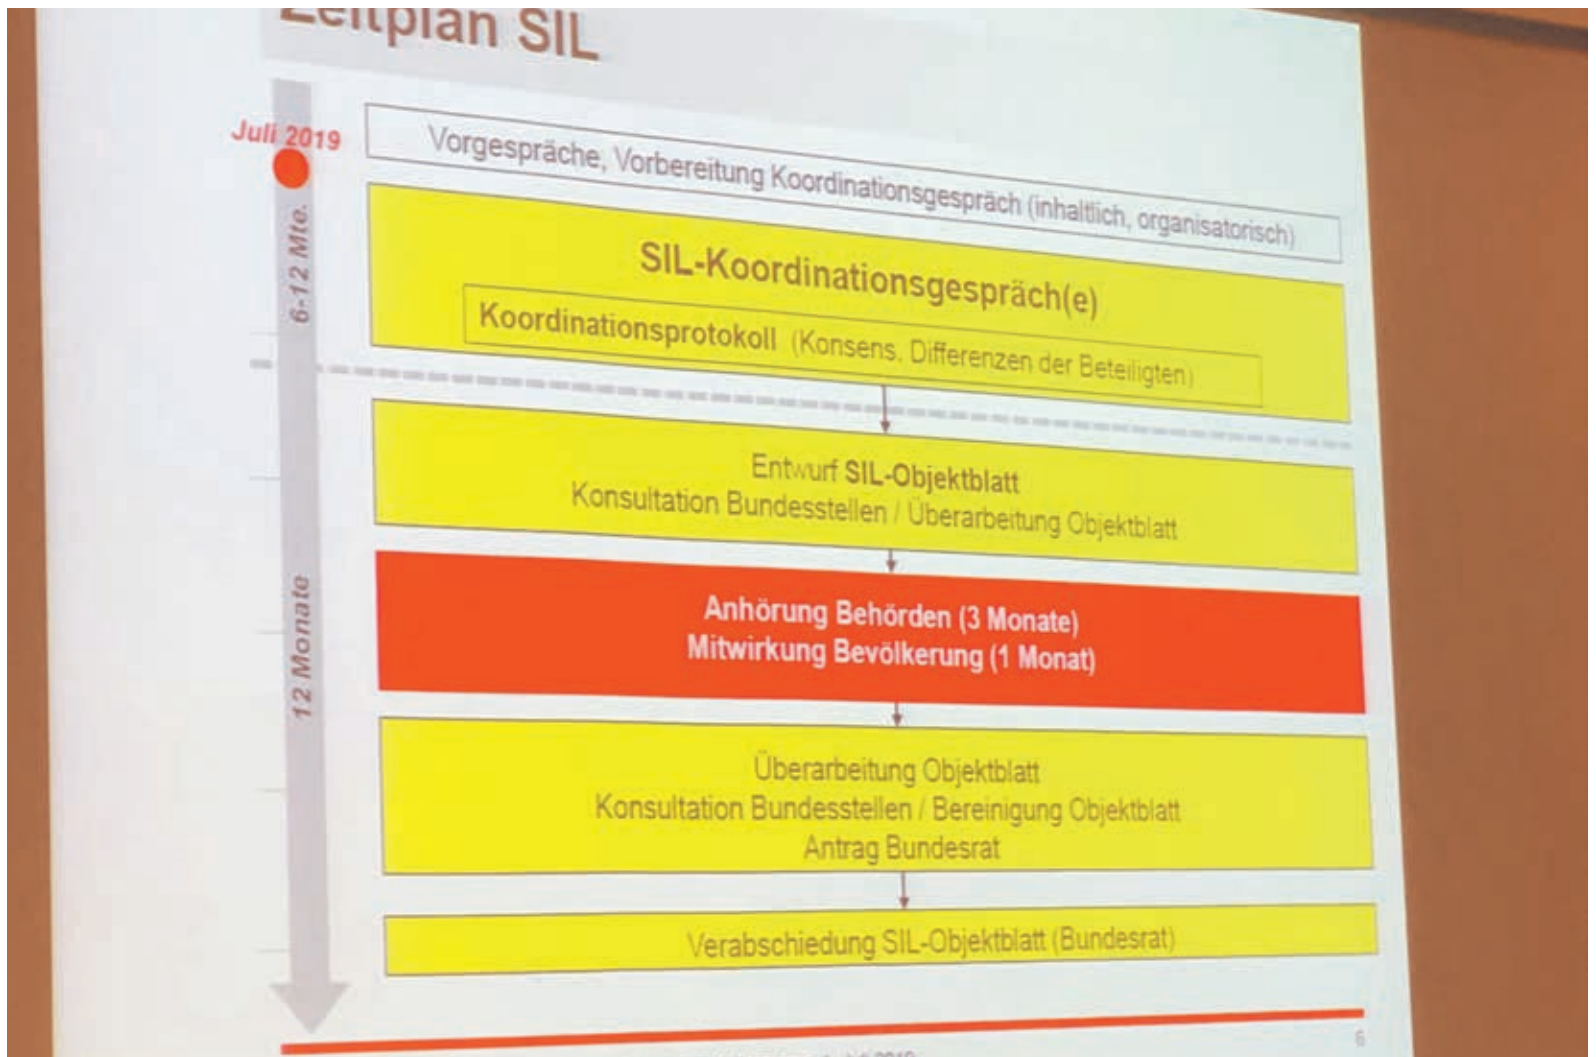 Zeitplan SIL
Juli 2019
Vorgespräche, Vorbereitung Koordinationsgespräch (inhaltlich, organisatorisch)
6-12 Mte.
SIL-Koordinationsgespräch(e)
Koordinationsprotokoll (Konsens. Differenzen der Beteiligten)
Entwurf SIL-Objektblatt
Konsultation Bundesstellen / Überarbeitung Objektblatt
12 Monate
Anhörung Behörden (3 Monate)
Mitwirkung Bevölkerung (1 Monat)
Überarbeitung Objektblatt
Konsultation Bundesstellen / Bereinigung Objektblatt
Antrag Bundesrat
Verabschiedung SIL-Objektblatt (Bundesrat)
6